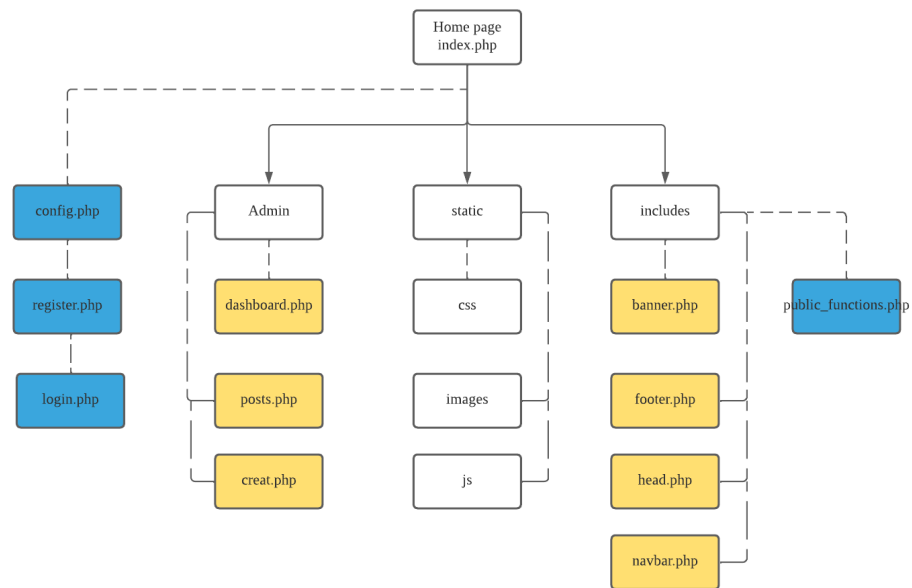 Home page
index.php
config.php
Admin
static
includes
register.php
dashboard.php
css
banner.php
public_functions.php
login.php
posts.php
images
footer.php
creat.php
js
head.php
navbar.php